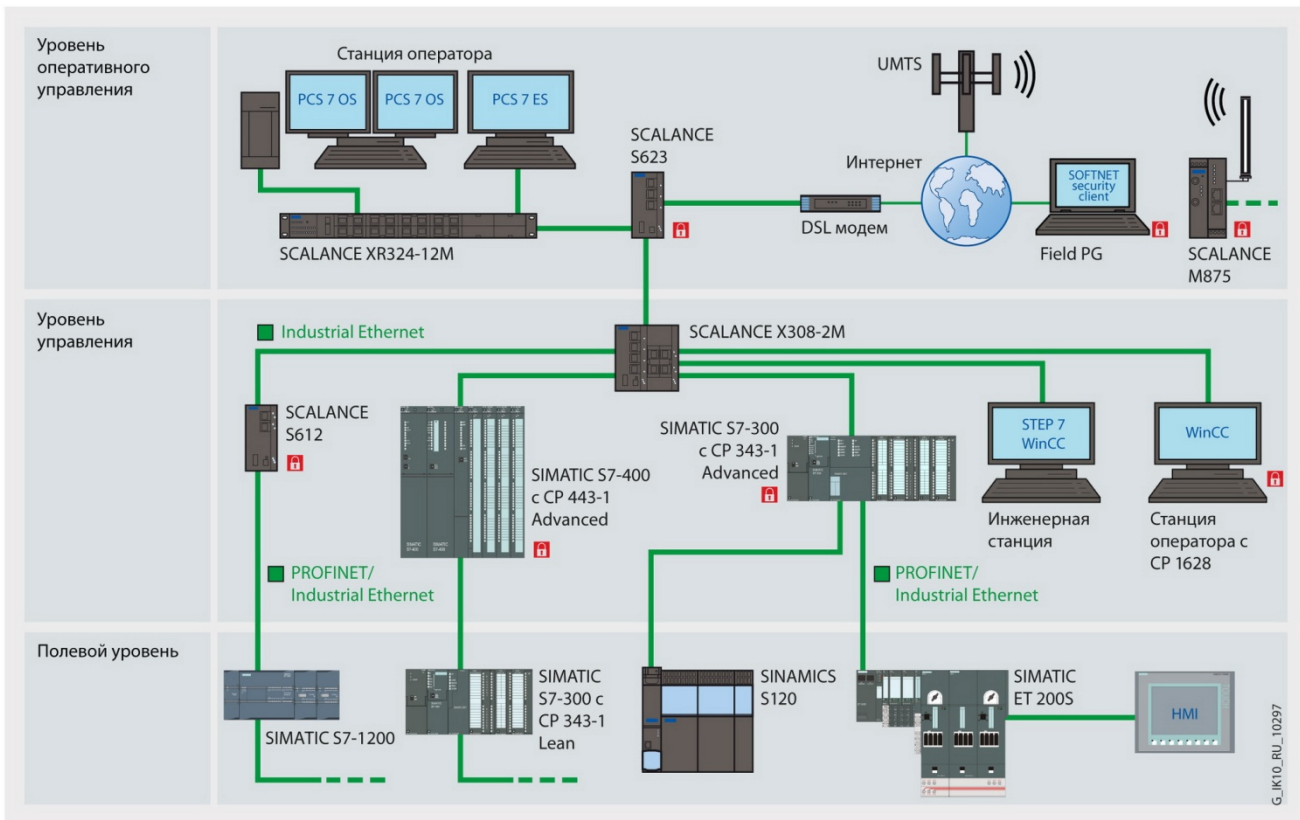 Уровень
оперативного
управления
Станция оператора
PCS 7 OS
PCS 7 OS
PCS 7 ES
SCALANCE
S623
UMTS
Интернет
SOFTNET
security
client
SCALANCE XR324-12M
DSL модем
Field PG
SCALANCE
M875
Уровень
управления
Industrial Ethernet
SCALANCE X308-2M
SCALANCE
S612
SIMATIC S7-400
с CP 443-1
Advanced
SIMATIC S7-300
с CP 343-1
Advanced
STEP 7
WinCC
WinCC
Инженерная
станция
Станция
оператора с
CP 1628
PROFINET/
Industrial Ethernet
PROFINET/
Industrial Ethernet
Полевой уровень
SIMATIC S7-1200
SIMATIC
S7-300 с
CP 343-1
Lean
SINAMICS
S120
SIMATIC
ET 200S
HMI
G_IK10_RU_10297